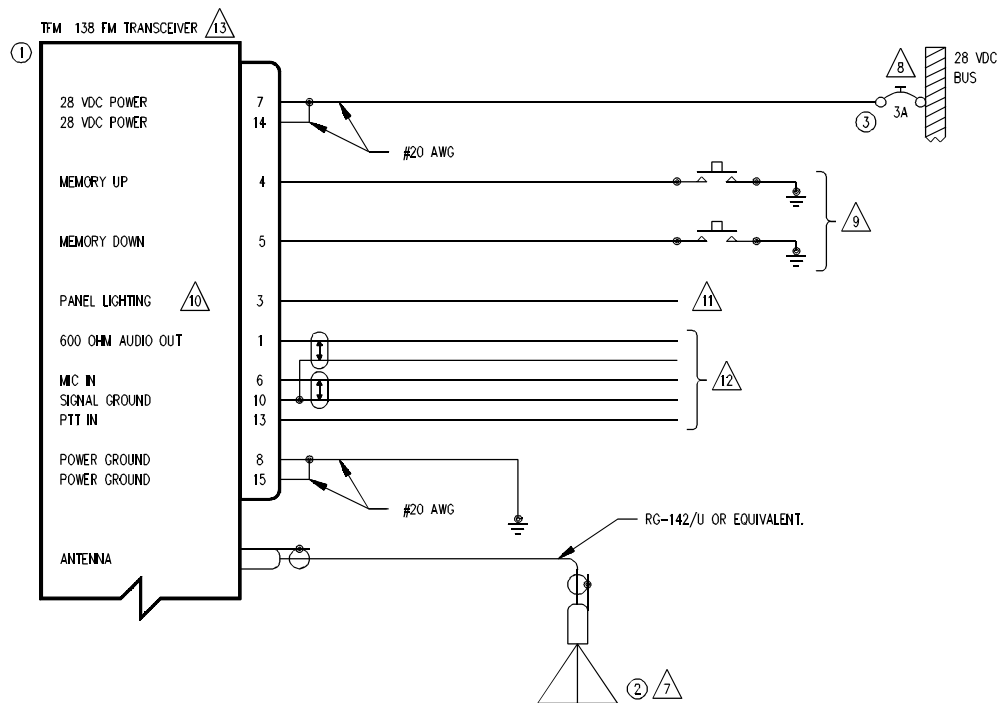 TFM 138 FM TRANSCEIVER 13
1
8
28 VDC
BUS
28 VDC POWER 7
3A
28 VDC POWER 14
3
#20 AWG
MEMORY UP 4
9
MEMORY DOWN 5
PANEL LIGHTING 10 3 11
600 OHM AUDIO OUT 1
MIC IN 6 12
SIGNAL GROUND 10
PTT IN 13
POWER GROUND 8
POWER GROUND 15
#20 AWG
RG-142/U OR EQUIVALENT.
ANTENNA
2 7